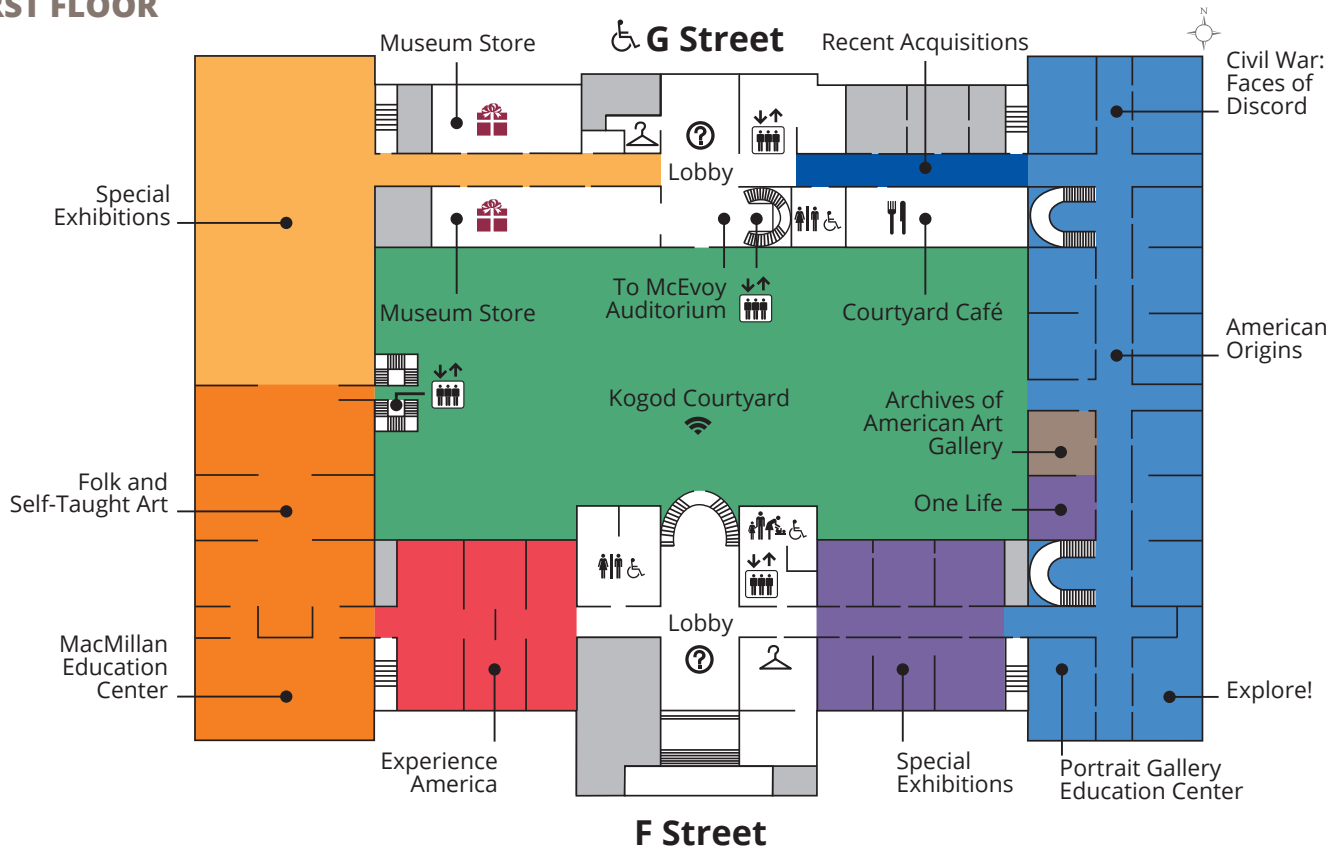 FIRST FLOOR
N
Museum Store
G Street
Recent Acquisitions
Civil War:
Faces of
Discord
Special
Exhibitions
?
Lobby
Museum Store
To McEvoy
Auditorium
Courtyard Café
American
Origins
Kogod Courtyard
Archives of
American Art
Gallery
Folk and
Self-Taught Art
One Life
MacMillan
Education
Center
Lobby
?
Explore!
Experience
America
Special
Exhibitions
Portrait Gallery
Education Center
F Street